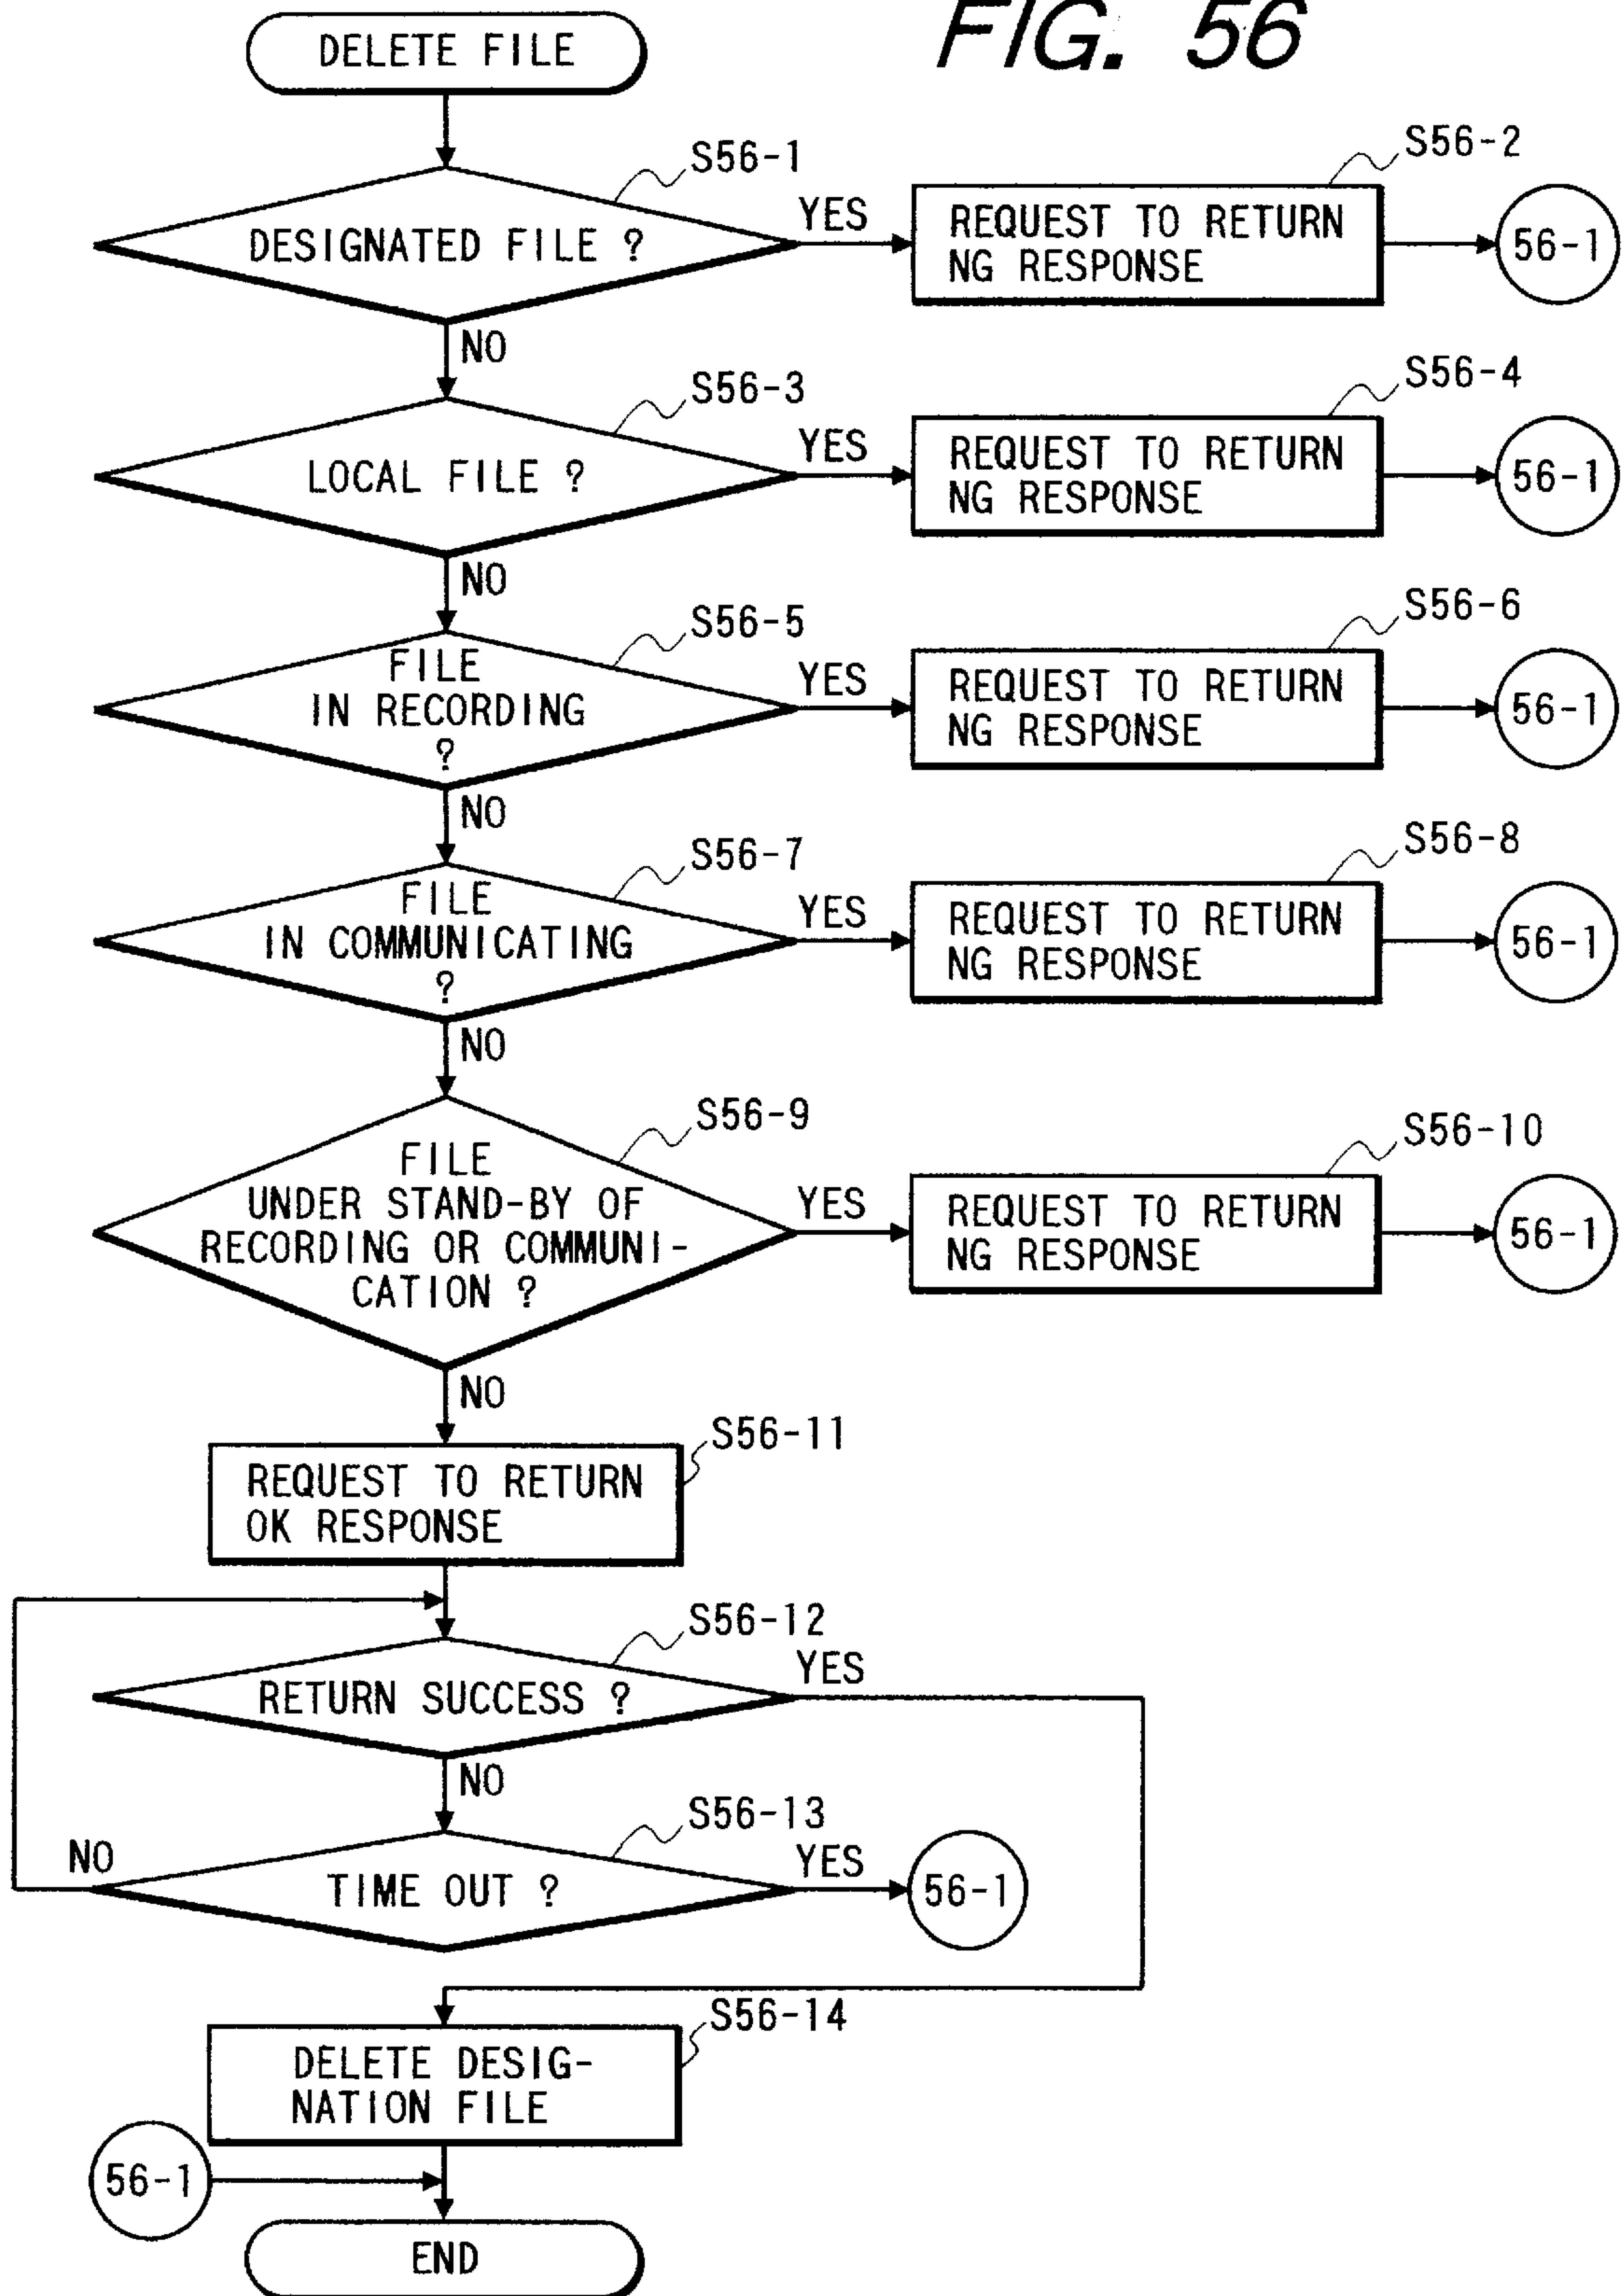 FIG. 56
DELETE FILE
S56-1
DESIGNATED FILE ?
YES
S56-2
REQUEST TO RETURN
NG RESPONSE
56-1
NO
S56-3
LOCAL FILE ?
YES
S56-4
REQUEST TO RETURN
NG RESPONSE
56-1
NO
S56-5
FILE
IN RECORDING
?
YES
S56-6
REQUEST TO RETURN
NG RESPONSE
56-1
NO
S56-7
FILE
IN COMMUNICATING
?
YES
S56-8
REQUEST TO RETURN
NG RESPONSE
56-1
NO
S56-9
FILE
UNDER STAND-BY OF
RECORDING OR COMMUNI-
CATION ?
YES
S56-10
REQUEST TO RETURN
NG RESPONSE
56-1
NO
S56-11
REQUEST TO RETURN
OK RESPONSE
S56-12
RETURN SUCCESS ?
YES
NO
S56-13
TIME OUT ?
NO
YES
56-1
S56-14
DELETE DESIG-
NATION FILE
56-1
END